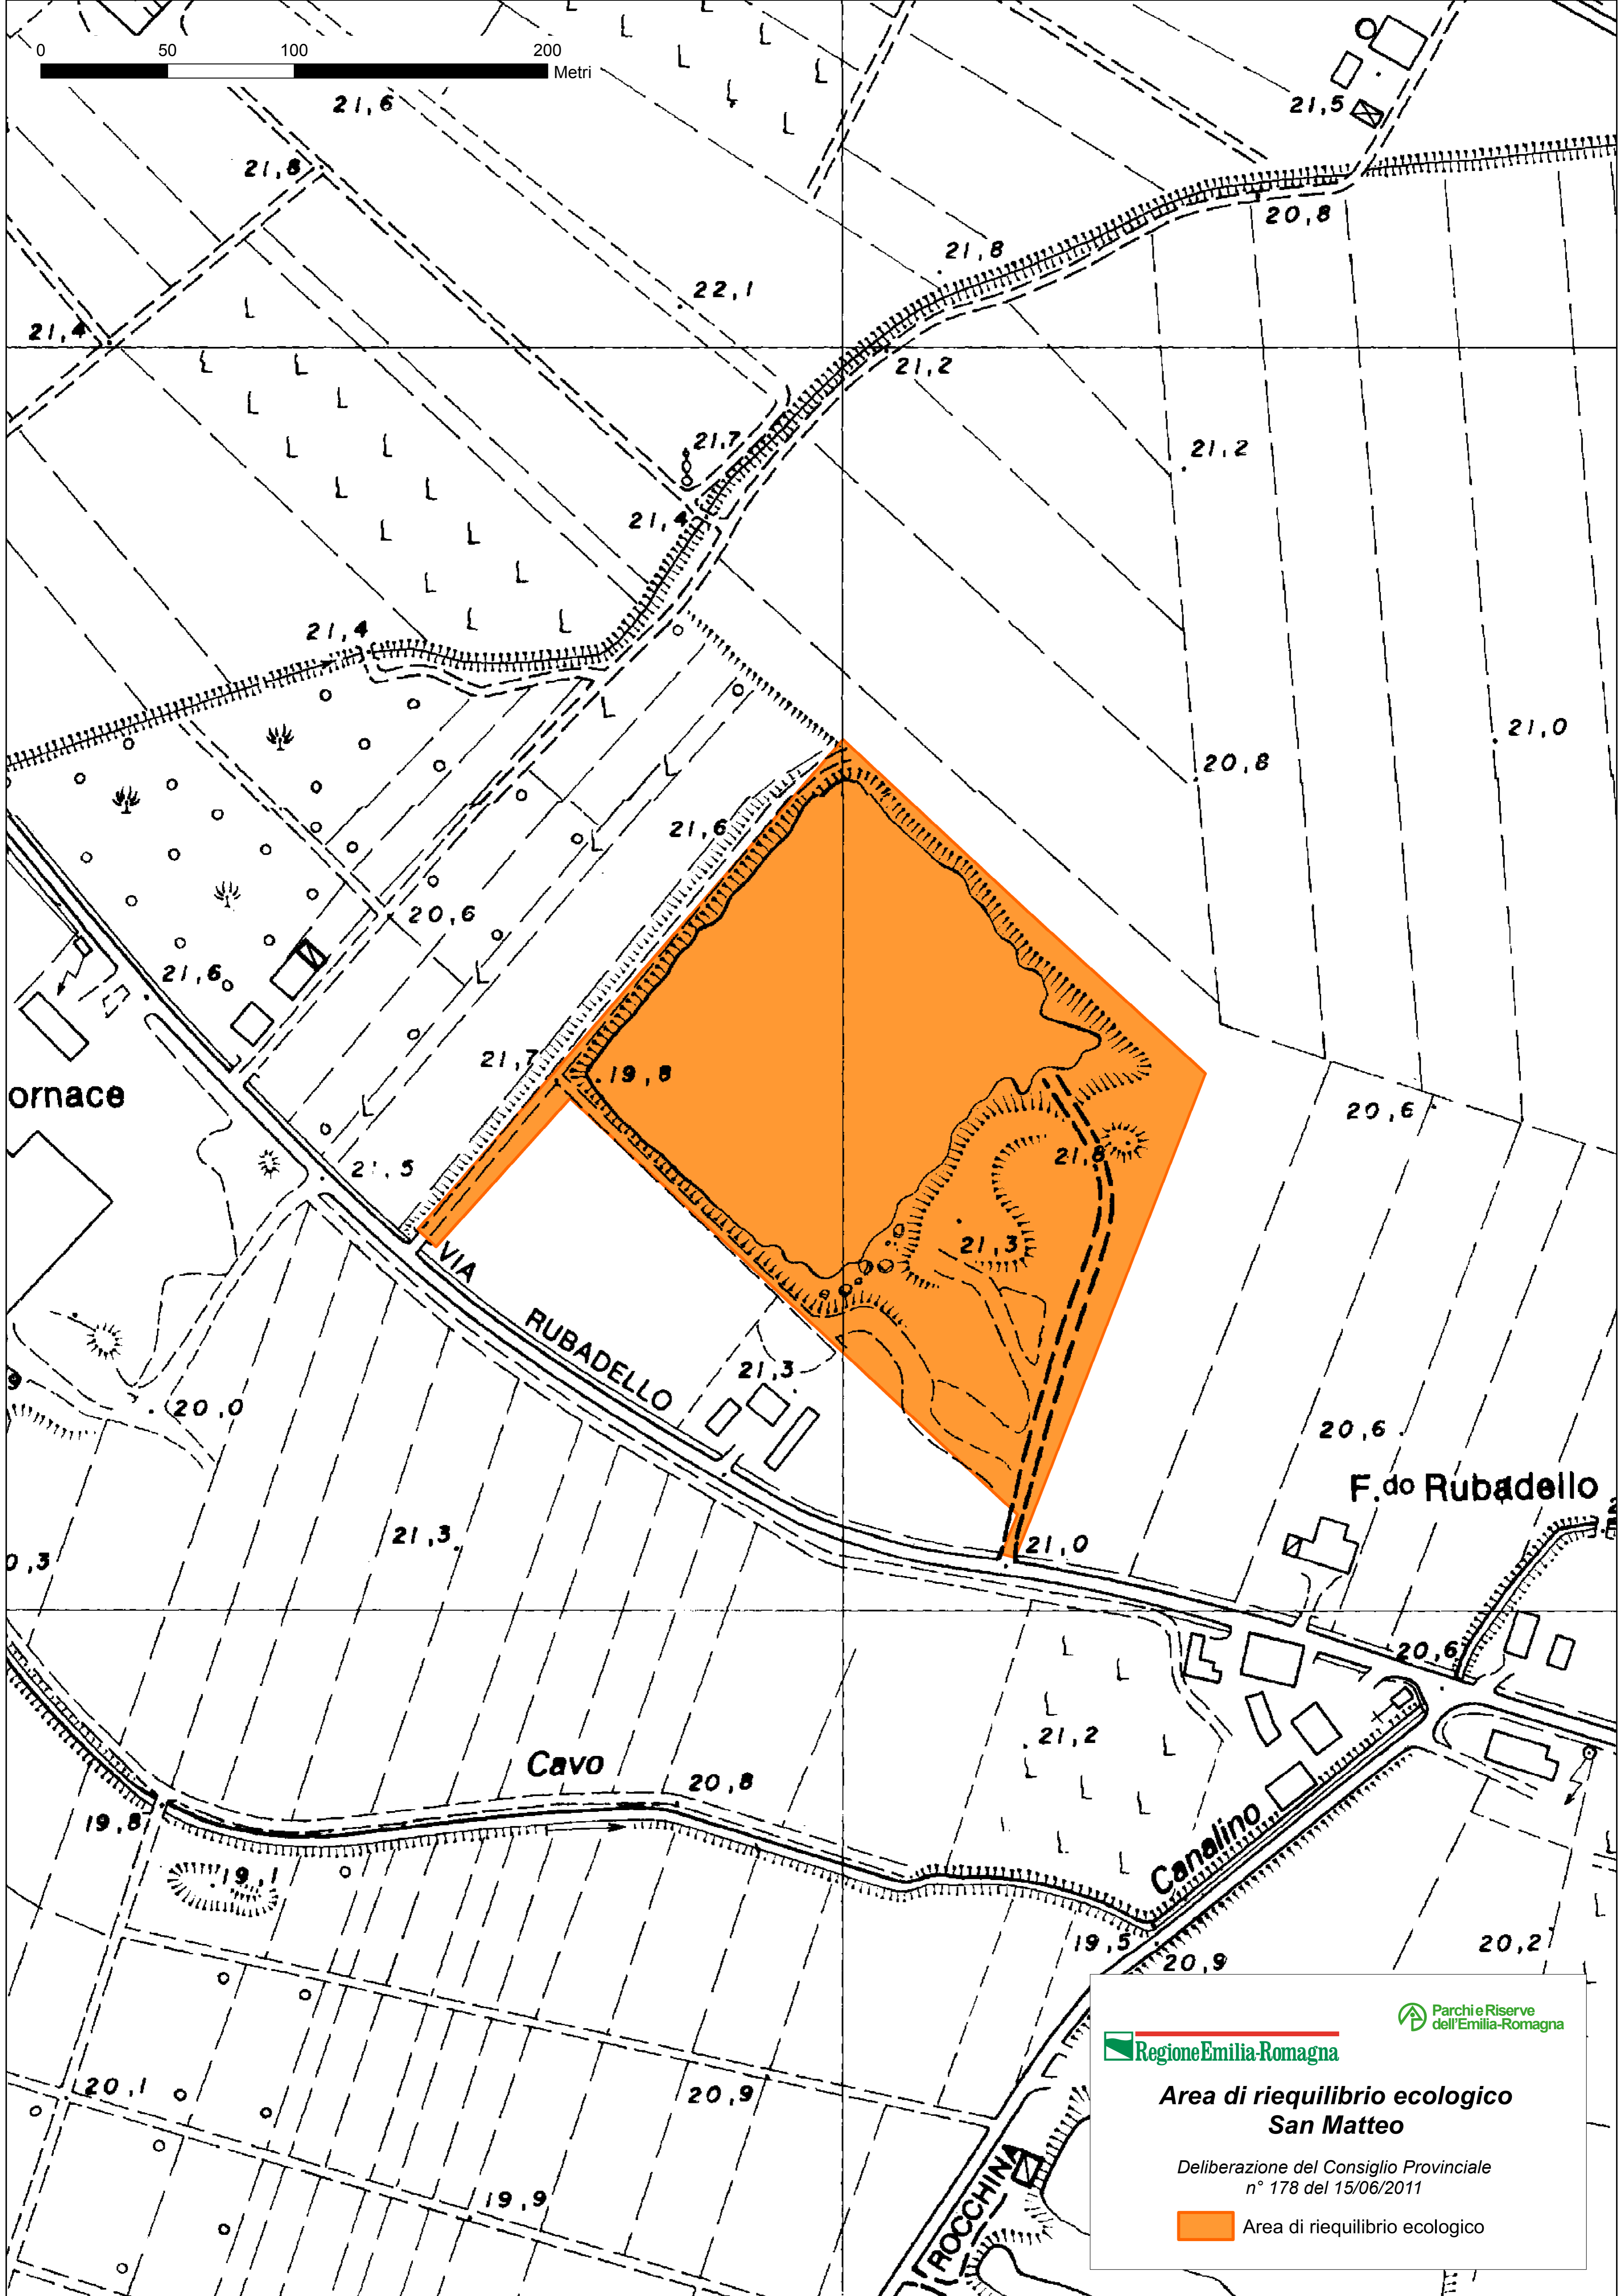 0 50 100 200
Metri
21,6
21,5
21,8
20,8
21,8
22,1
21,4
21,2
21,7
21,2
21,4
21,4
21,0
20,8
21,6
20,6
21,6
21,7
19,8
ornace
20,6
21,8
21,5
21,3
VIA
RUBADELLO
21,3
20,0
20,6
F.do Rubadello
21,3
21,0
0,3
20,6
21,2
Cavo
20,8
19,8
Canalino
19,1
19,5
20,9
20,2
20,1
20,9
19,9
ROCCHINA
Parchi e Riserve
dell'Emilia-Romagna
RegioneEmilia-Romagna
Area di riequilibrio ecologico
San Matteo
Deliberazione del Consiglio Provinciale
n° 178 del 15/06/2011
Area di riequilibrio ecologico